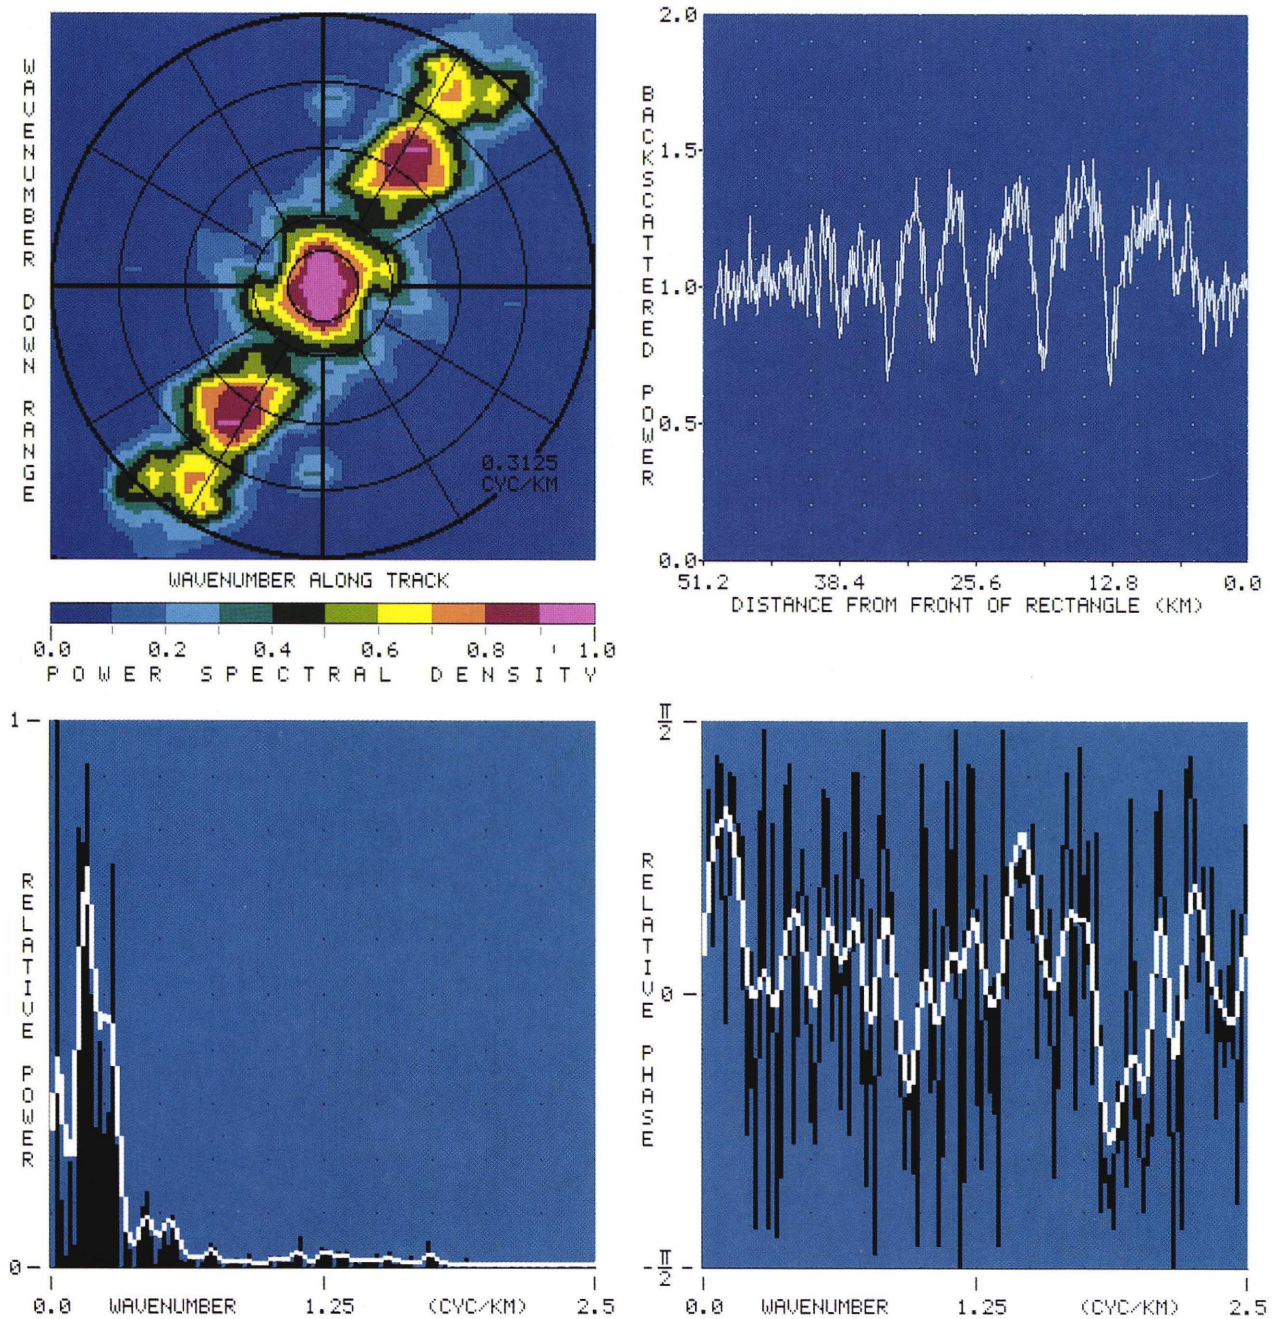 WAVENUMBER DOWN RANGE
0.3125
CYC/KM
WAVENUMBER ALONG TRACK
0.0 0.2 0.4 0.6 0.8 1.0
POWER SPECTRAL DENSITY
BACKSCATTERED POWER
2.0
1.5
1.0
0.5
0.0
51.2 38.4 25.6 12.8 0.0
DISTANCE FROM FRONT OF RECTANGLE (KM)
RELATIVE POWER
1
0
0.0 WAVENUMBER 1.25 (CYC/KM) 2.5
RELATIVE PHASE
π/2
0
-π/2
0.0 WAVENUMBER 1.25 (CYC/KM) 2.5